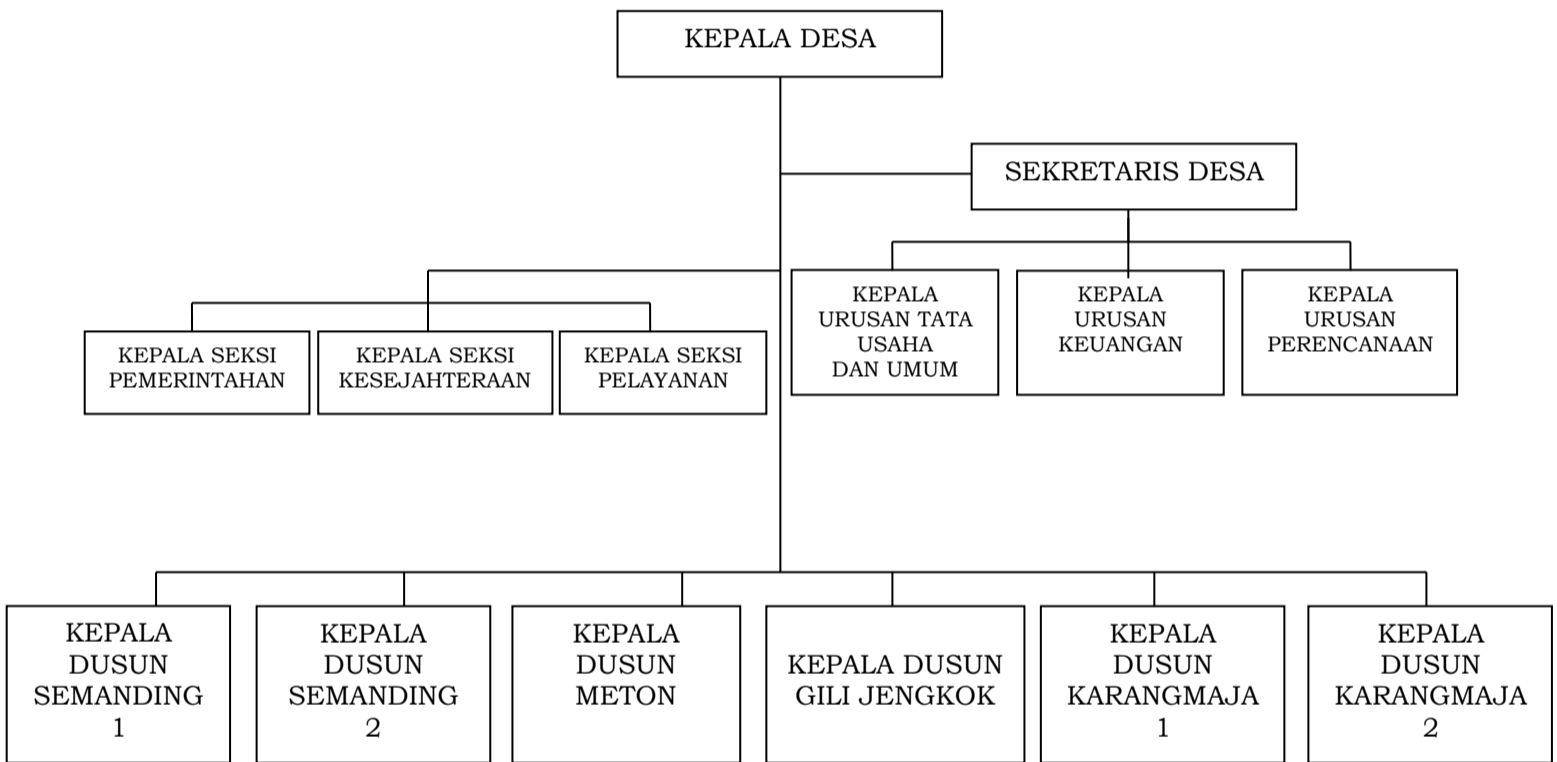 KEPALA DESA
SEKRETARIS DESA
KEPALA
URUSAN TATA
USAHA
DAN UMUM
KEPALA
URUSAN
KEUANGAN
KEPALA
URUSAN
PERENCANAAN
KEPALA SEKSI
PEMERINTAHAN
KEPALA SEKSI
KESEJAHTERAAN
KEPALA SEKSI
PELAYANAN
KEPALA
DUSUN
SEMANDING
1
KEPALA
DUSUN
SEMANDING
2
KEPALA
DUSUN
METON
KEPALA DUSUN
GILI JENGKOK
KEPALA
DUSUN
KARANGMAJA
1
KEPALA
DUSUN
KARANGMAJA
2